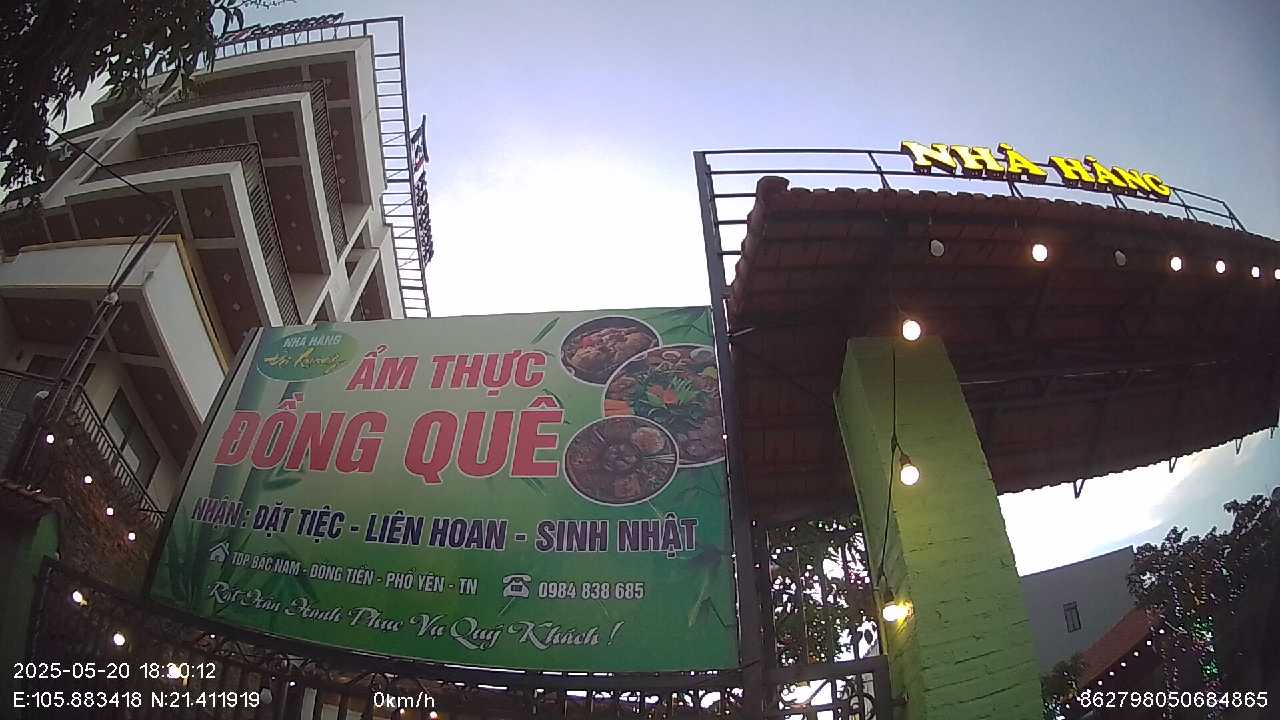 NHÀ HÀNG
NHÀ HÀNG
ẨM THỰC
ĐỒNG QUÊ
NHẬN: ĐẶT TIỆC - LIÊN HOAN - SINH NHẬT
TDP BẮC NAM - ĐỒNG TIẾN - PHỔ YÊN - TN
0984 838 685
Rất Hân Hạnh Phục Vụ Quý Khách !
2025-05-20 18:20:12
E:105.883418 N:21.411919
0km/h
862798050684865